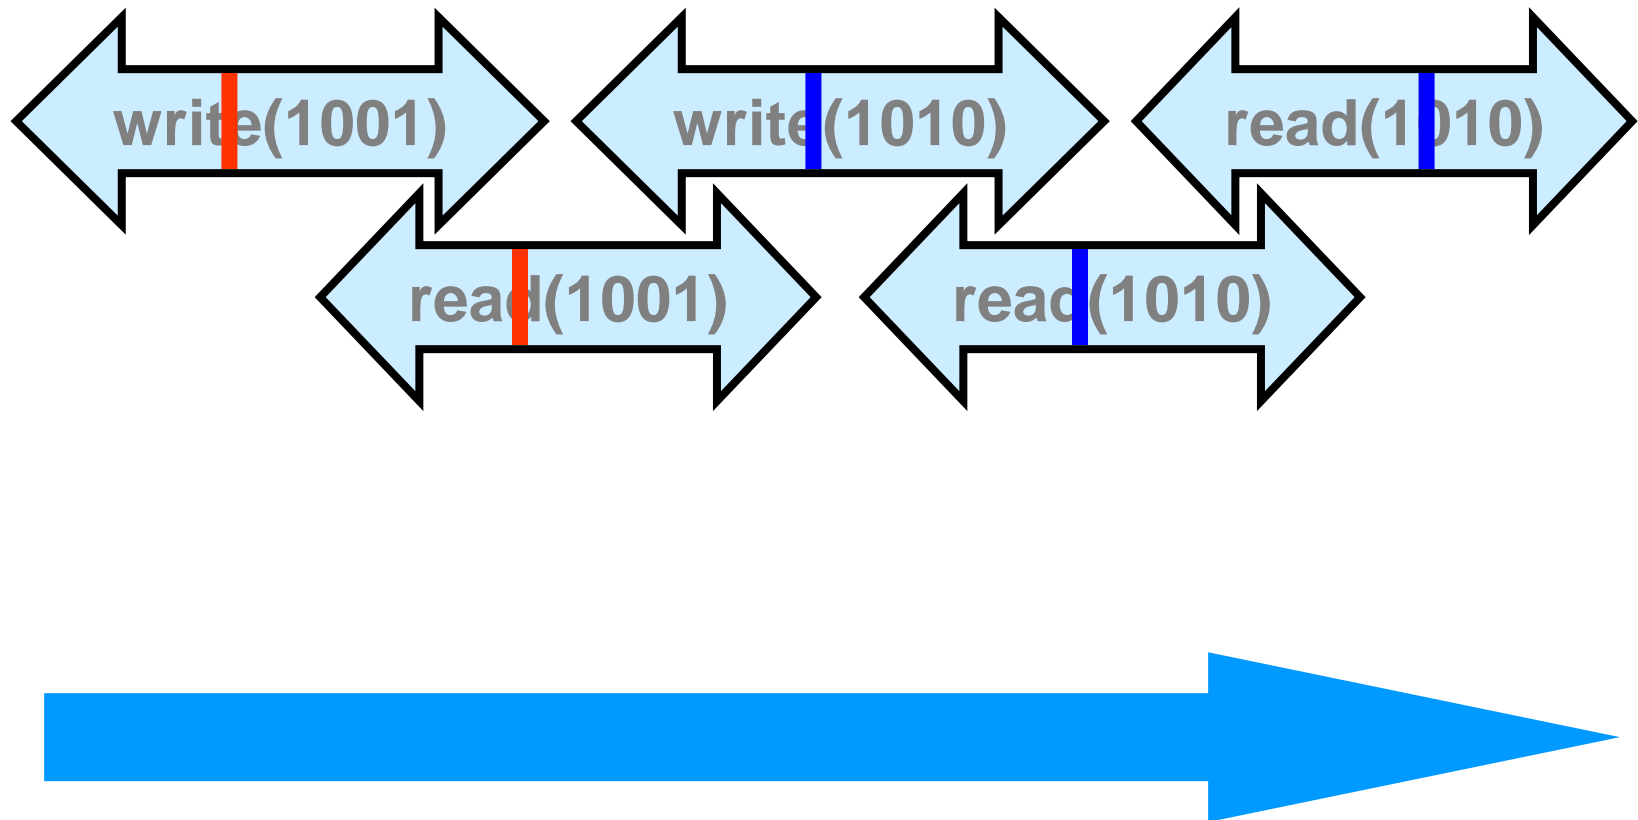 write(1001) write(1010) read(1010)
read(1001) read(1010)